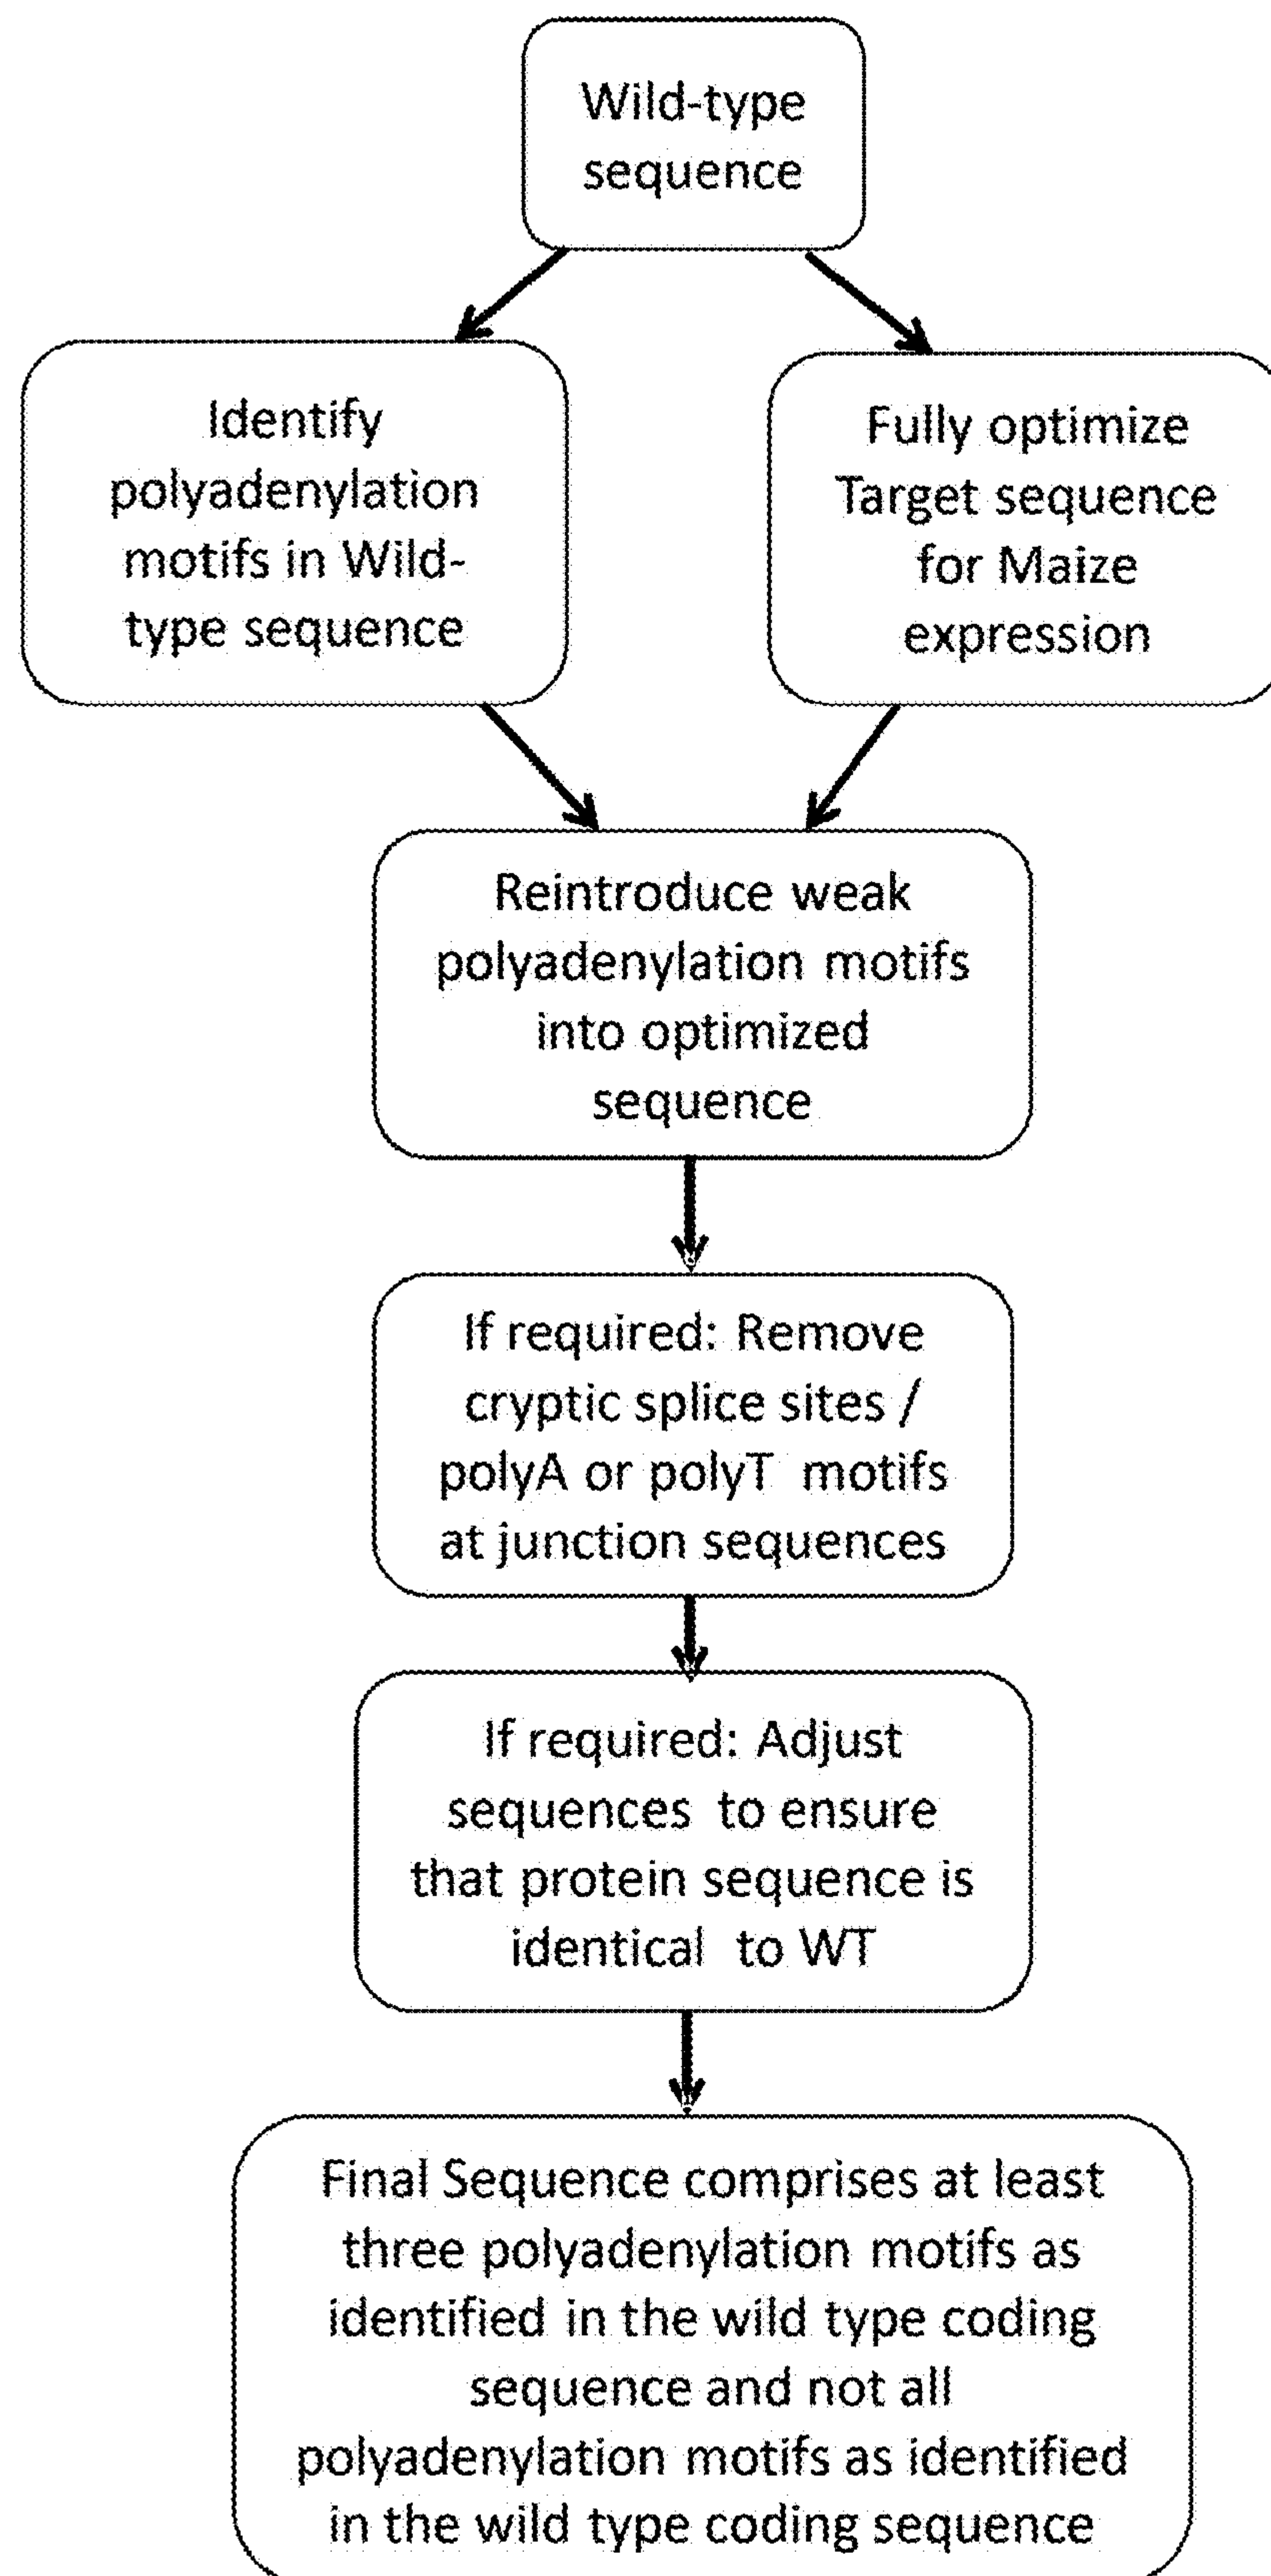 Wild-type
sequence
Identify
polyadenylation
motifs in Wild-
type sequence
Fully optimize
Target sequence
for Maize
expression
Reintroduce weak
polyadenylation motifs
into optimized
sequence
If required: Remove
cryptic splice sites /
polyA or polyT motifs
at junction sequences
If required: Adjust
sequences to ensure
that protein sequence is
identical to WT
Final Sequence comprises at least
three polyadenylation motifs as
identified in the wild type coding
sequence and not all
polyadenylation motifs as identified
in the wild type coding sequence